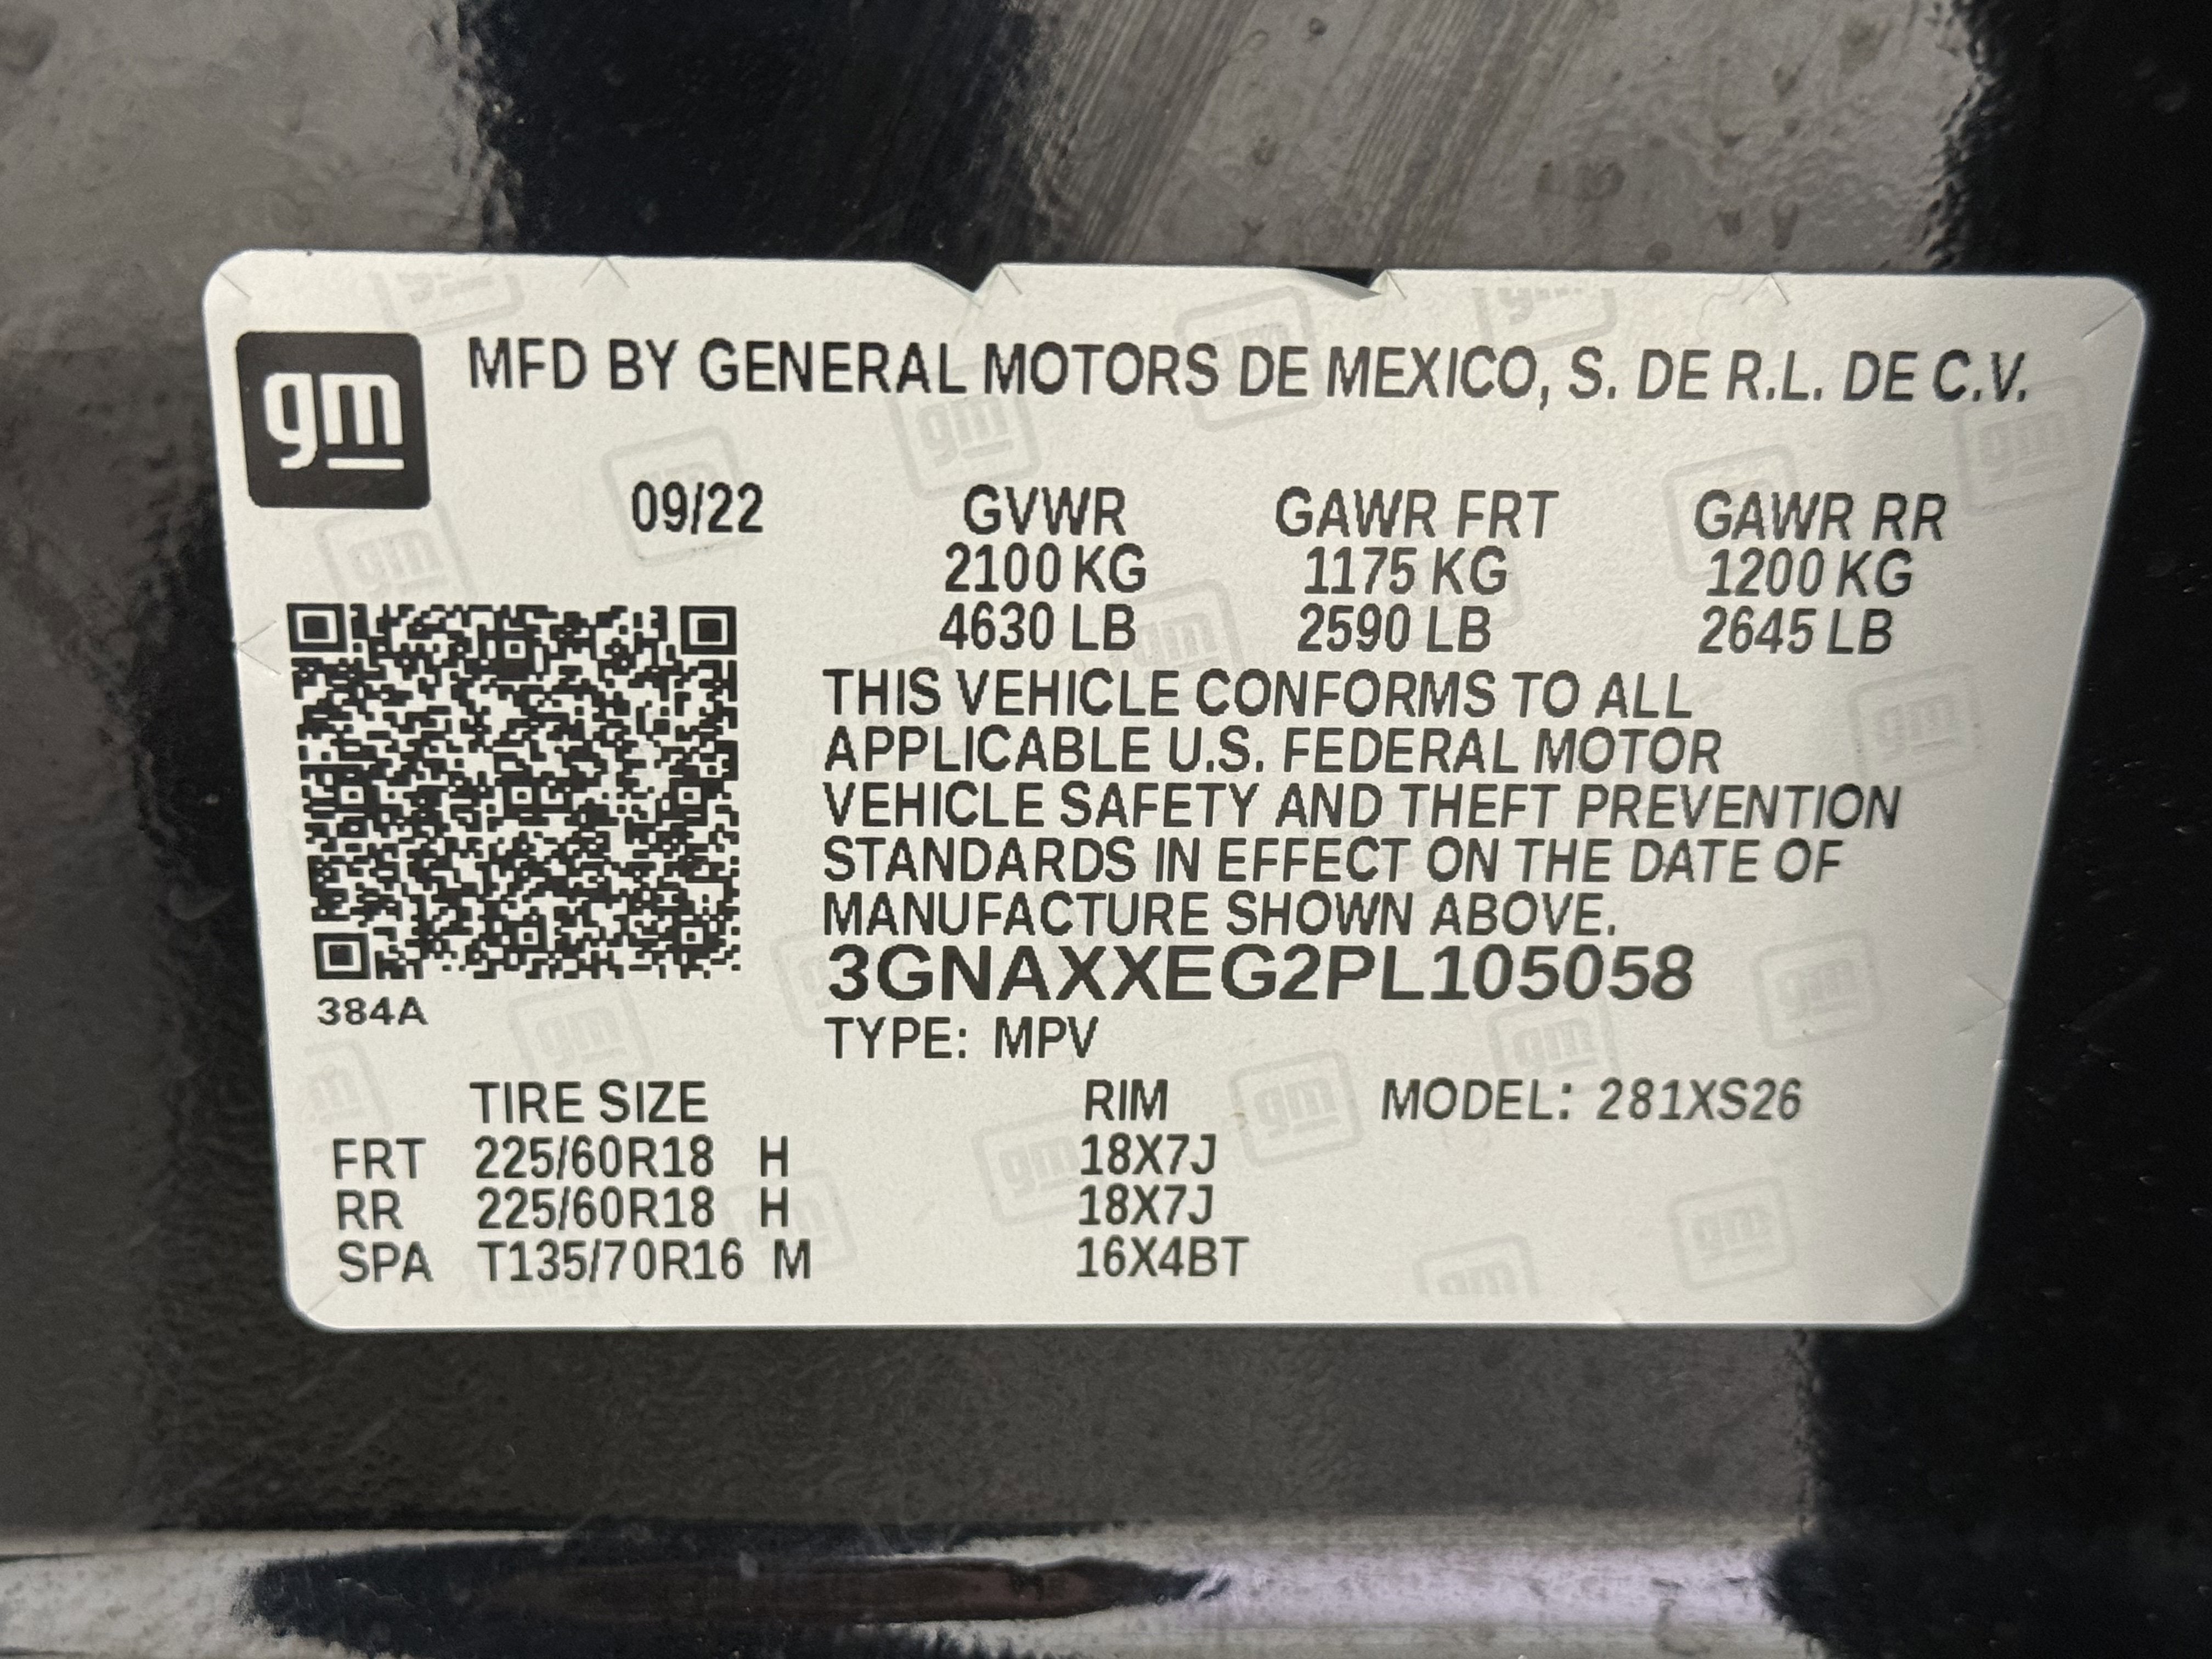 gm MFD BY GENERAL MOTORS DE MEXICO, S. DE R.L. DE C.V.
09/22 GVWR GAWR FRT GAWR RR
2100 KG 1175 KG 1200 KG
4630 LB 2590 LB 2645 LB
THIS VEHICLE CONFORMS TO ALL
APPLICABLE U.S. FEDERAL MOTOR
VEHICLE SAFETY AND THEFT PREVENTION
STANDARDS IN EFFECT ON THE DATE OF
MANUFACTURE SHOWN ABOVE.
3GNAXXEG2PL105058
384A
TYPE: MPV
TIRE SIZE RIM MODEL: 281XS26
FRT 225/60R18 H 18X7J
RR 225/60R18 H 18X7J
SPA T135/70R16 M 16X4BT